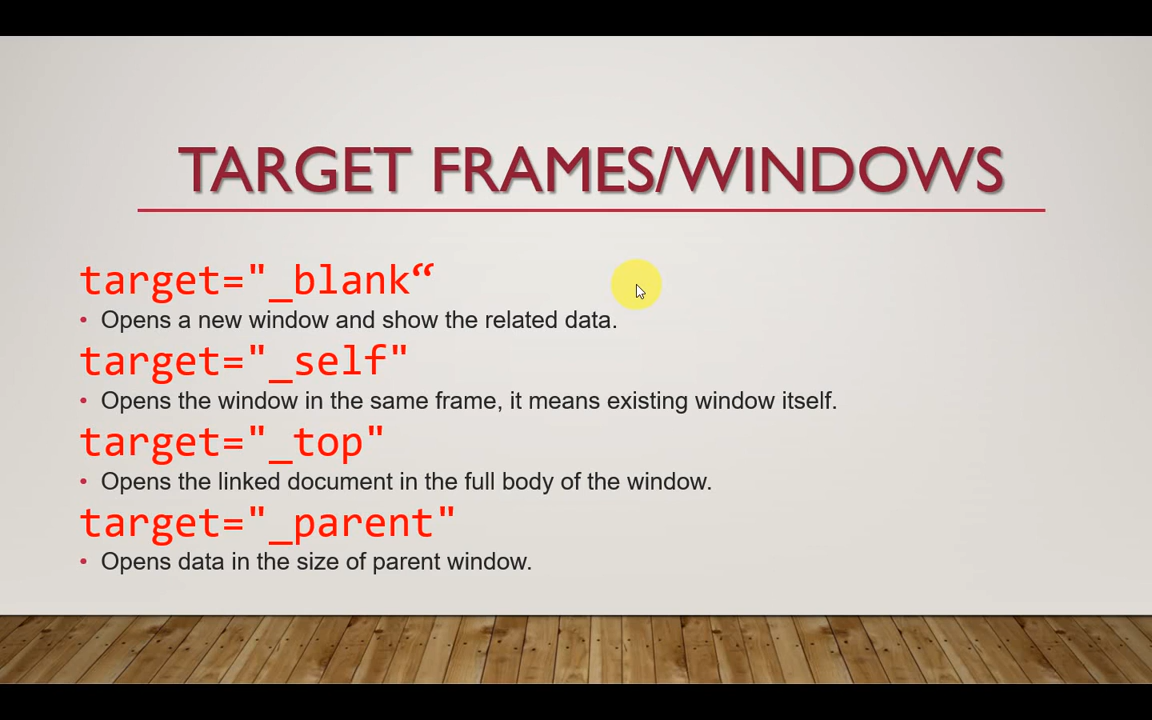 TARGET FRAMES/WINDOWS
target="_blank“
• Opens a new window and show the related data.
target="_self"
• Opens the window in the same frame, it means existing window itself.
target="_top"
• Opens the linked document in the full body of the window.
target="_parent"
• Opens data in the size of parent window.